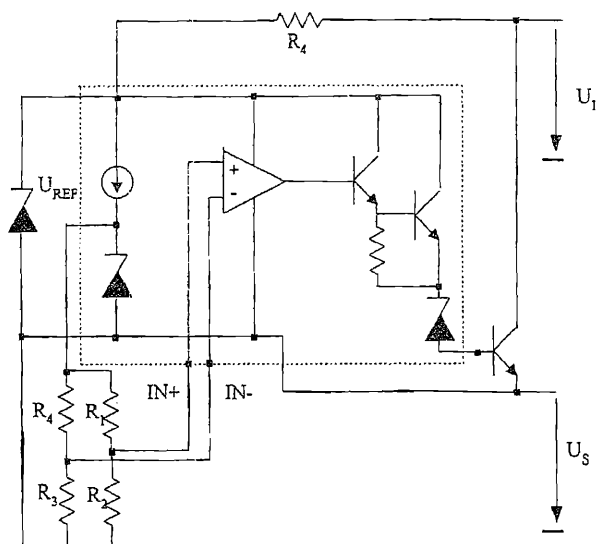 R4
UI
UREF
+
-
IN+
IN-
R4
R1
US
R3
R2